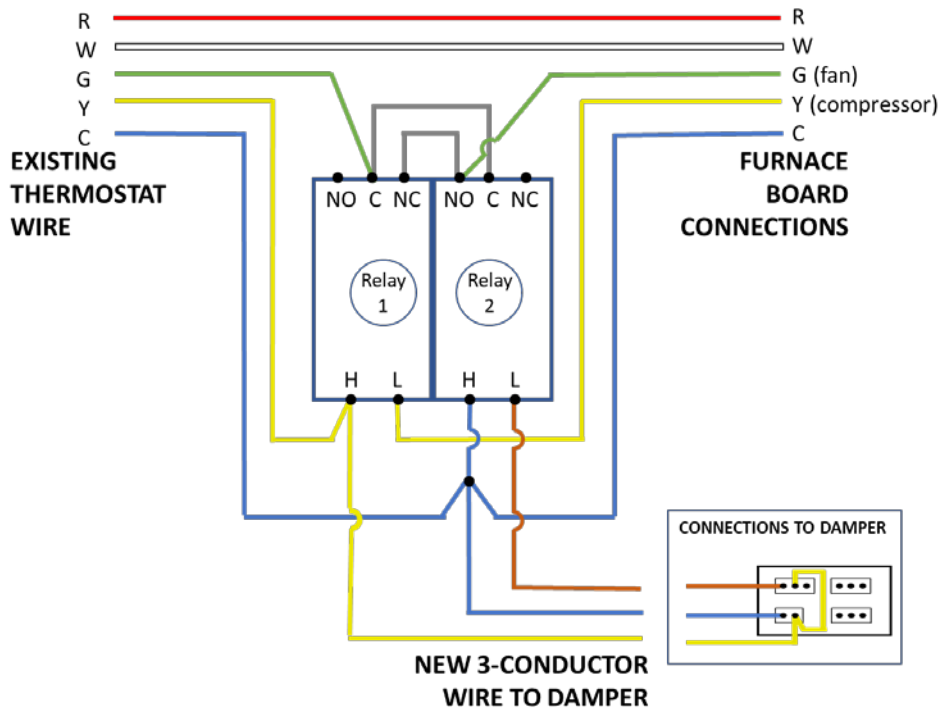 R
R
W
W
G
G (fan)
Y
Y (compressor)
C
C
EXISTING
THERMOSTAT
WIRE
FURNACE
BOARD
CONNECTIONS
NO C NC
NO C NC
Relay
1
Relay
2
H L
H L
CONNECTIONS TO DAMPER
NEW 3-CONDUCTOR
WIRE TO DAMPER